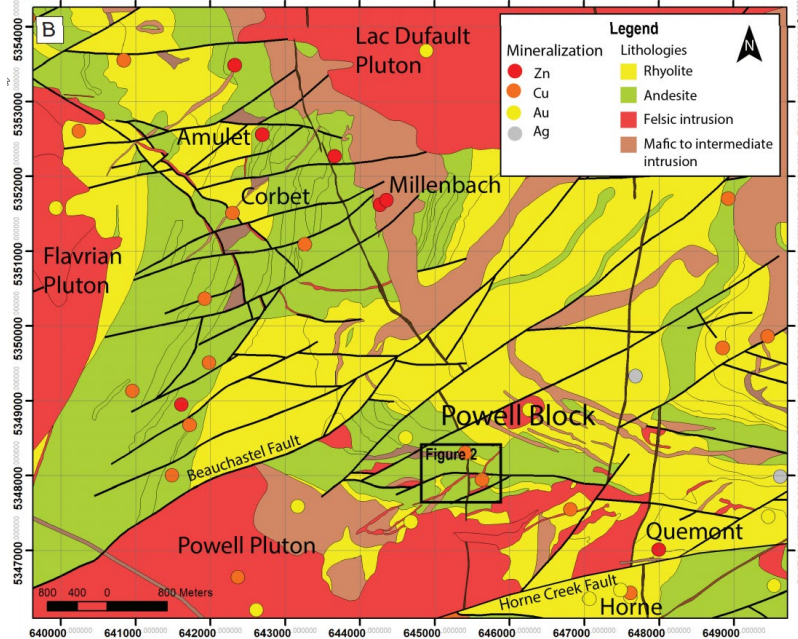 B
Legend
Mineralization
Lithologies
Zn
Cu
Au
Ag
Rhyolite
Andesite
Felsic intrusion
Mafic to intermediate
intrusion
N
Lac Dufault
Pluton
Amulet
Millenbach
Corbet
Flavrian
Pluton
Powell Block
Figure 2
Beauchastel Fault
Powell Pluton
Quemont
Horne Creek Fault
Horne
800 400 0 800 Meters
5354000
5353000
5352000
5351000
5350000
5349000
5348000
5347000
640000 641000 642000 643000 644000 645000 646000 647000 648000 649000